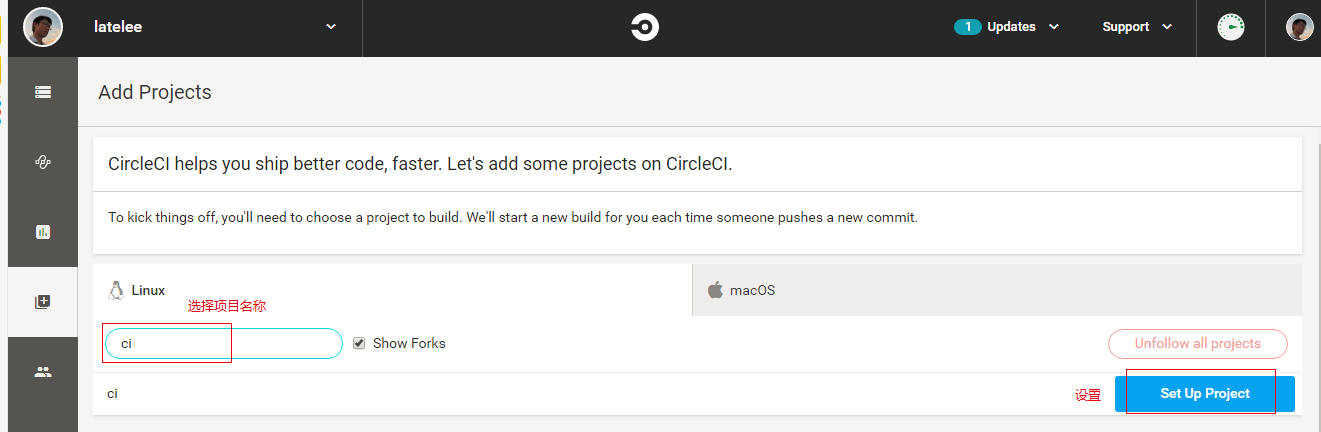 latelee
1 Updates Support
Add Projects
CircleCI helps you ship better code, faster. Let's add some projects on CircleCI.
To kick things off, you'll need to choose a project to build. We'll start a new build for you each time someone pushes a new commit.
Linux macOS
选择项目名称
ci Show Forks Unfollow all projects
ci 设置 Set Up Project